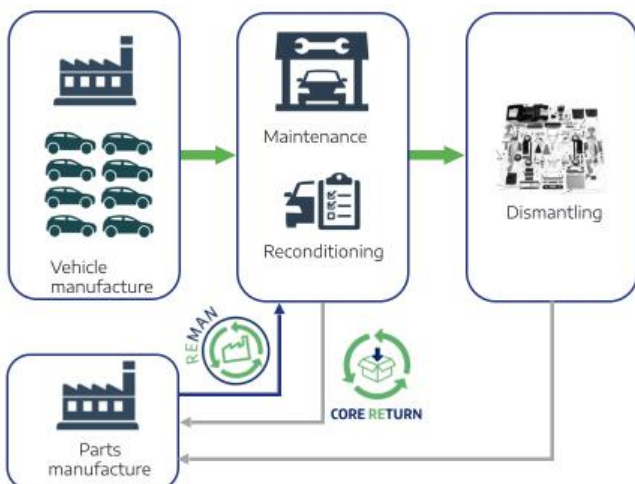 Maintenance
Reconditioning
Dismantling
Vehicle
manufacture
REMAN
CORE RETURN
Parts
manufacture